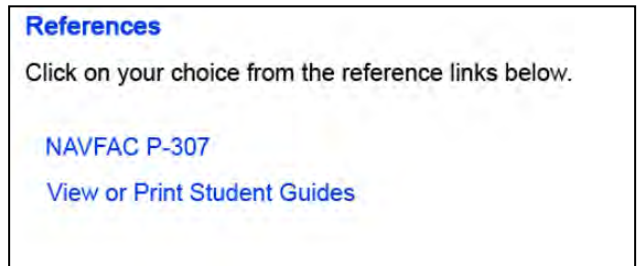 References
Click on your choice from the reference links below.
NAVFAC P-307
View or Print Student Guides